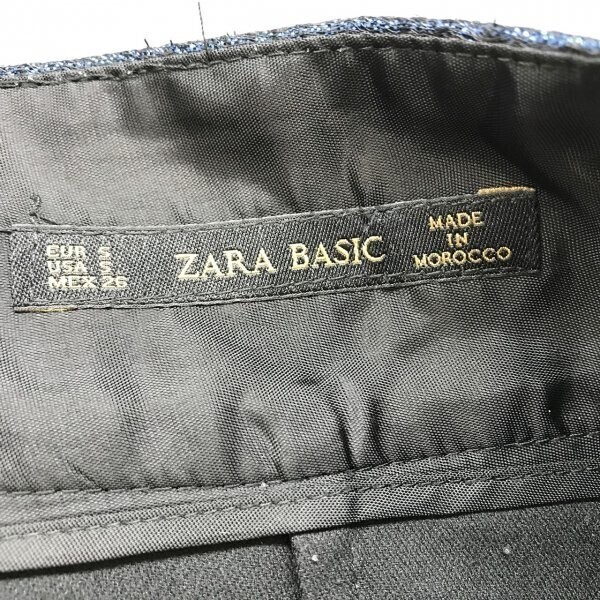 EUR S
USA S
MEX 26
ZARA BASIC
MADE
IN
MOROCCO